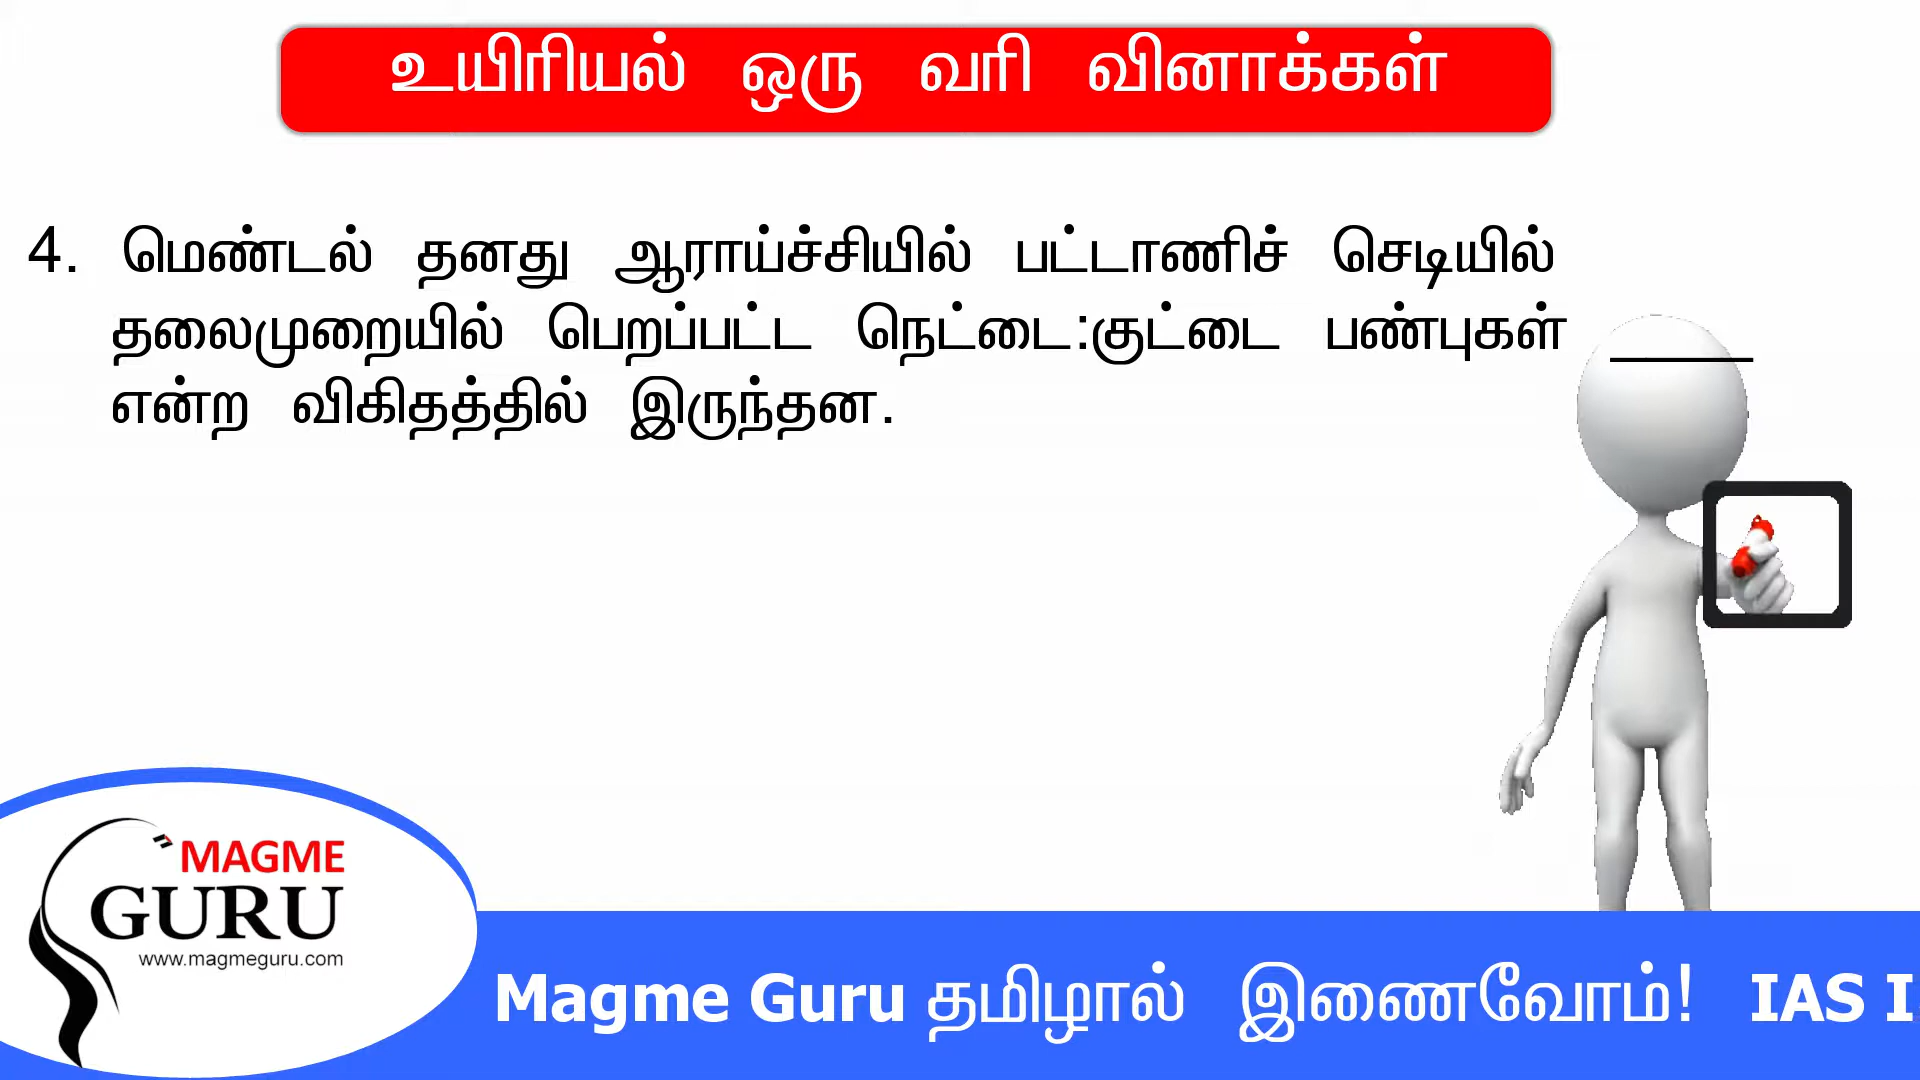 உயிரியல் ஒரு வரி வினாக்கள்
4. மெண்டல் தனது ஆராய்ச்சியில் பட்டாணிச் செடியில்
தலைமுறையில் பெறப்பட்ட நெட்டை:குட்டை பண்புகள் _____
என்ற விகிதத்தில் இருந்தன.
MAGME
GURU
www.magmeguru.com
Magme Guru தமிழால் இணைவோம்! IAS I